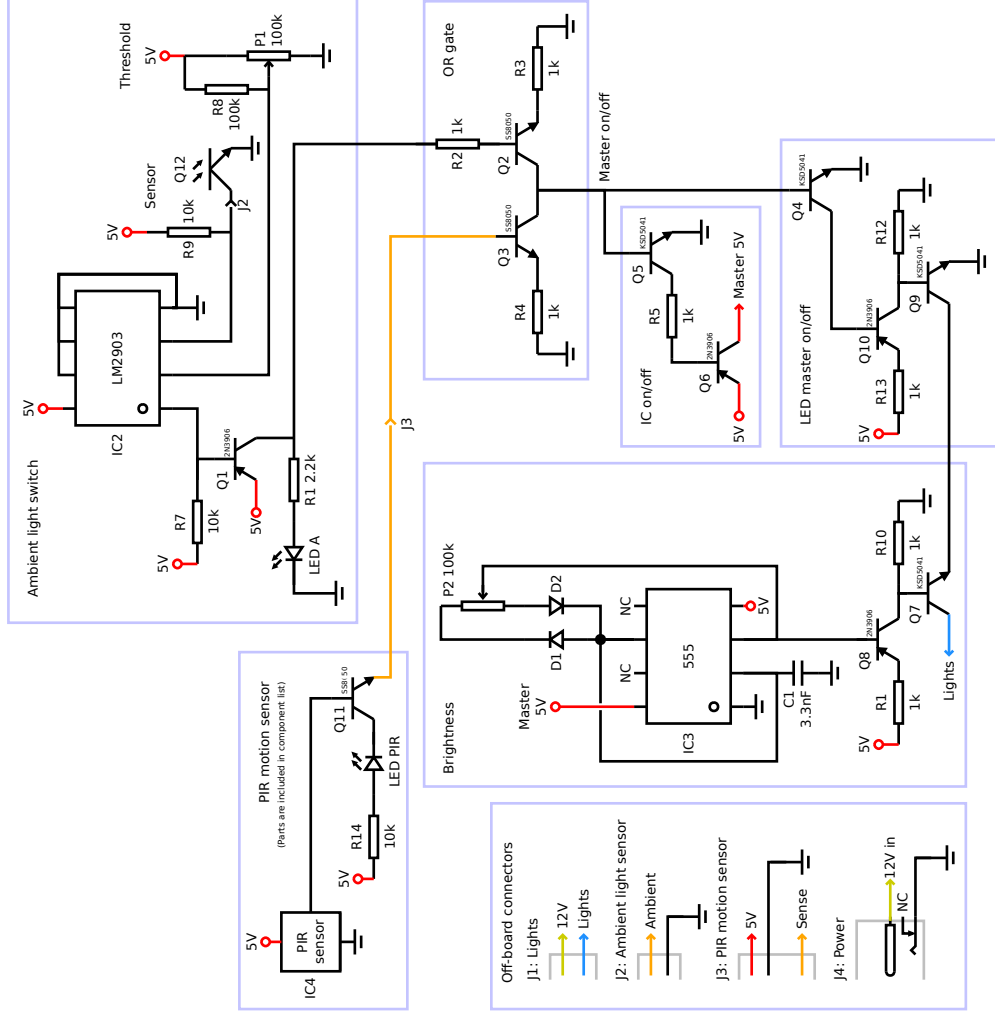 Ambient light switch
5V
IC2
LM2903
5V
R7
10k
Q1
2N3906
5V
R1 2.2k
LED A
Sensor
5V
R9
10k
Q12
J2
Threshold
5V
R8
100k
P1
100k
OR gate
R3
1k
R2
1k
SS8050
Q2
SS8050
Q3
R4
1k
Master on/off
J3
IC on/off
KSD5041
Q5
R5
1k
2N3906
Q6
5V
Master 5V
LED master on/off
KSD5041
Q4
R12
1k
KSD5041
Q9
2N3906
Q10
R13
1k
5V
PIR motion sensor
(Parts are included in component list)
5V
PIR
sensor
IC4
Q11
LED PIR
R14
10k
5V
Brightness
P2 100k
D1
D2
NC
NC
Master
5V
555
IC3
5V
C1
3.3nF
2N3906
Q8
R1
1k
5V
R10
1k
KSD5041
Q7
Lights
Off-board connectors
J1: Lights
12V
Lights
J2: Ambient light sensor
Ambient
J3: PIR motion sensor
5V
Sense
J4: Power
12V in
NC